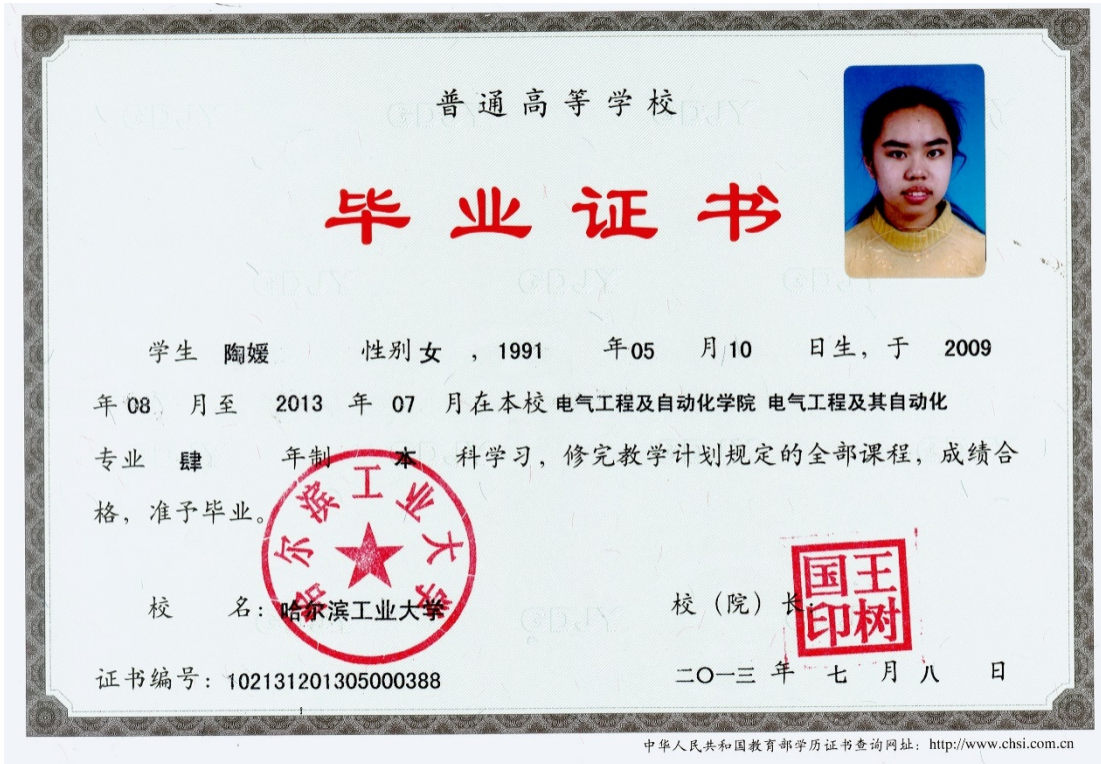 普通高等学校
毕业证书
学生 陶媛 性别 女 ，1991 年 05 月 10 日生，于 2009
年 08 月至 2013 年 07 月在本校 电气工程及自动化学院 电气工程及其自动化
专业 肆 年制 本 科学习，修完教学计划规定的全部课程，成绩合
格，准予毕业。
哈尔滨工业大学
校 名：哈尔滨工业大学
校（院）长：
国王
印树
证书编号：102131201305000388
二〇一三 年 七 月 八 日
中华人民共和国教育部学历证书查询网址：http://www.chsi.com.cn